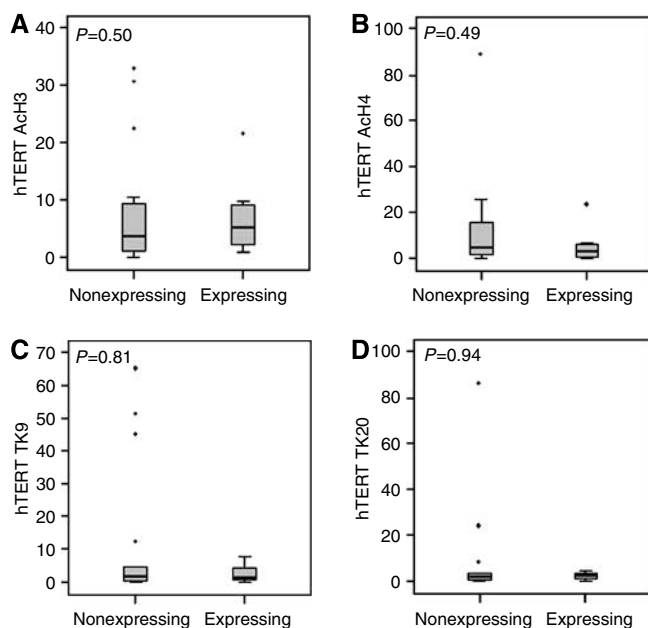 A
P=0.50
hTERT AcH3
40
30
20
10
0
Nonexpressing Expressing
B
P=0.49
hTERT AcH4
100
80
60
40
20
0
Nonexpressing Expressing
C
P=0.81
hTERT TK9
70
60
50
40
30
20
10
0
Nonexpressing Expressing
D
P=0.94
hTERT TK20
100
80
60
40
20
0
Nonexpressing Expressing